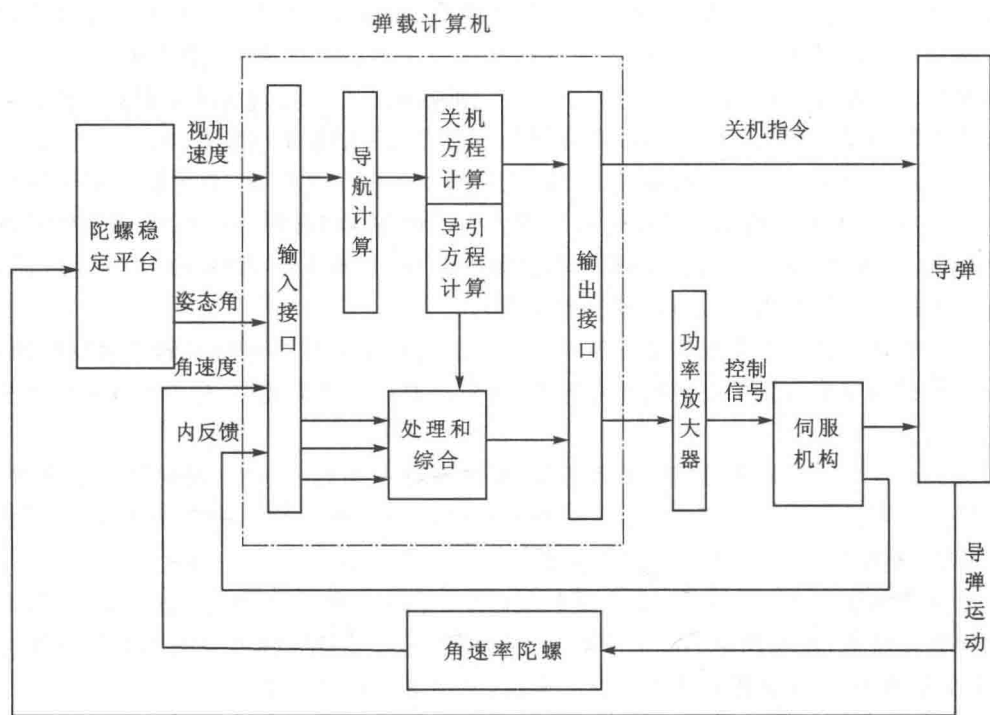 弹载计算机
视加
速度
陀螺稳
定平台
姿态角
角速度
内反馈
输入接口
导航计算
关机
方程
计算
导引
方程
计算
处理和
综合
输出接口
关机指令
功率放大器
控制
信号
伺服
机构
导弹
导弹运动
角速率陀螺